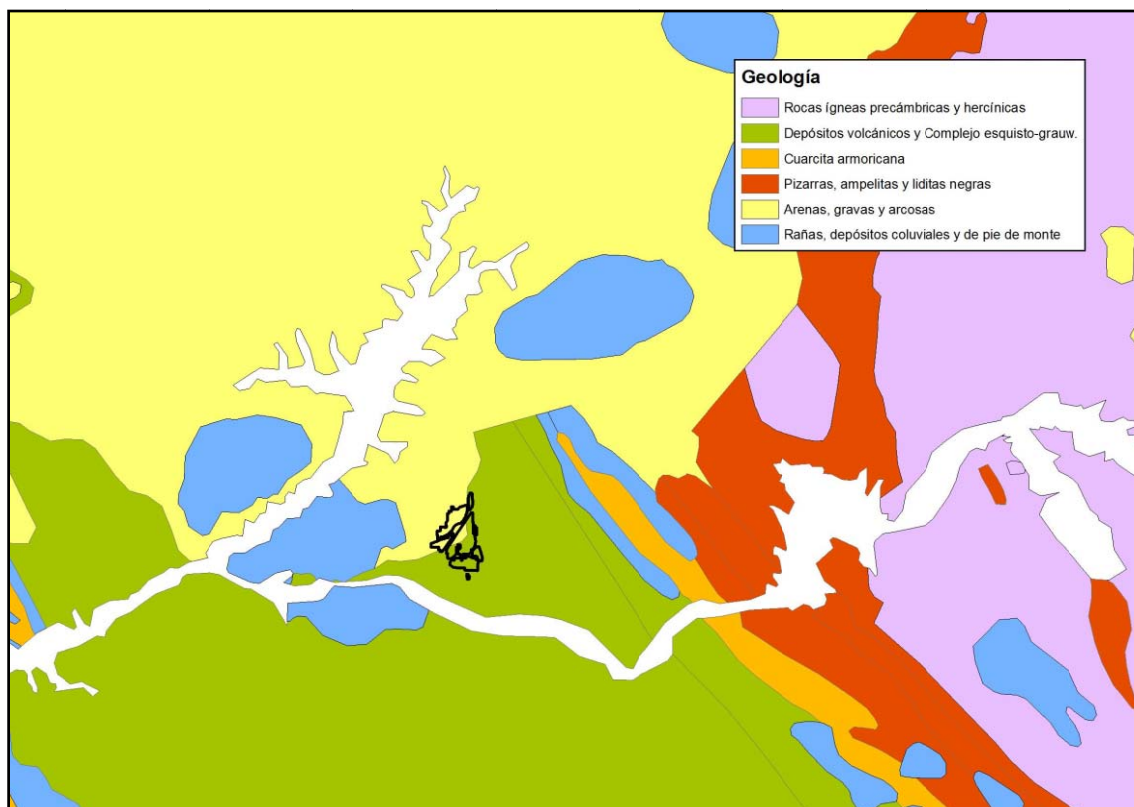 Geología
Rocas ígneas precámbricas y hercínicas
Depósitos volcánicos y Complejo esquisto-grauw.
Cuarcita armoricana
Pizarras, ampelitas y liditas negras
Arenas, gravas y arcosas
Rañas, depósitos coluviales y de pie de monte